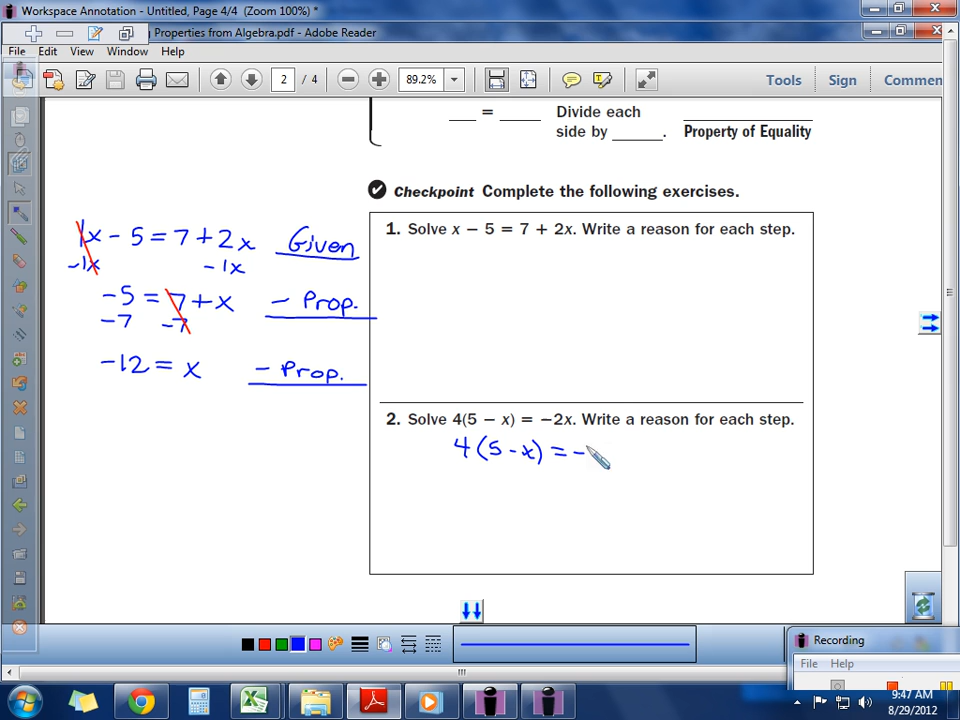 Workspace Annotation - Untitled, Page 4/4 (Zoom 100%) *
Properties from Algebra.pdf - Adobe Reader
File Edit View Window Help
2 / 4 89.2% Tools Sign Commen
___ = _____ Divide each
side by ______. Property of Equality
Checkpoint Complete the following exercises.
1. Solve x − 5 = 7 + 2x. Write a reason for each step.
1x - 5 = 7 + 2x Given
-1x -1x
-5 = 7 + x - Prop.
-7 -7
-12 = x - Prop.
2. Solve 4(5 − x) = −2x. Write a reason for each step.
4(5 - x) = -
Recording
File Help
9:47 AM
8/29/2012